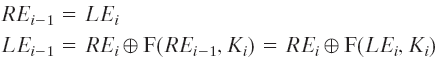 RE_{i-1} = LE_i
LE_{i-1} = RE_i ⊕ F(RE_{i-1}, K_i) = RE_i ⊕ F(LE_i, K_i)